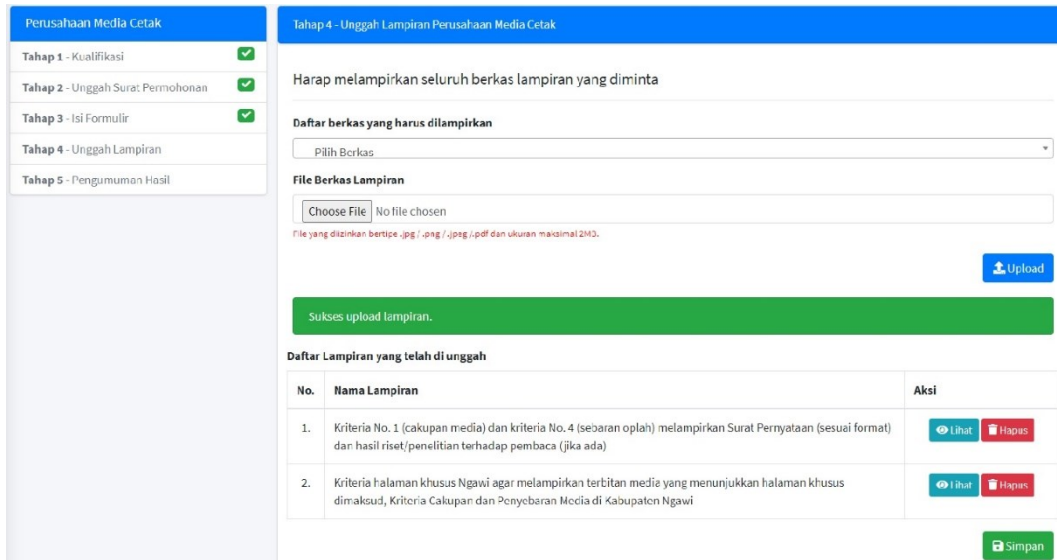 Perusahaan Media Cetak
Tahap 1 - Kualifikasi
Tahap 2 - Unggah Surat Permohonan
Tahap 3 - Isi Formulir
Tahap 4 - Unggah Lampiran
Tahap 5 - Pengumuman Hasil
Tahap 4 - Unggah Lampiran Perusahaan Media Cetak
Harap melampirkan seluruh berkas lampiran yang diminta
Daftar berkas yang harus dilampirkan
Pilih Berkas
File Berkas Lampiran
Choose File No file chosen
File yang diizinkan bertipe .jpg / .png / .jpeg /.pdf dan ukuran maksimal 2MB.
Upload
Sukses upload lampiran.
Daftar Lampiran yang telah di unggah
No. Nama Lampiran Aksi
1. Kriteria No. 1 (cakupan media) dan kriteria No. 4 (sebaran oplah) melampirkan Surat Pernyataan (sesuai format) Lihat Hapus
dan hasil riset/penelitian terhadap pembaca (jika ada)
2. Kriteria halaman khusus Ngawi agar melampirkan terbitan media yang menunjukkan halaman khusus Lihat Hapus
dimaksud, Kriteria Cakupan dan Penyebaran Media di Kabupaten Ngawi
Simpan